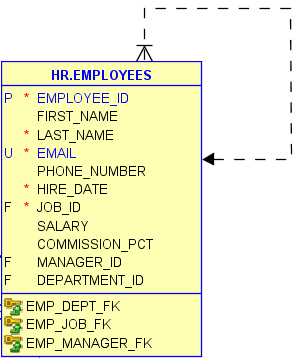 HR.EMPLOYEES
P * EMPLOYEE_ID
FIRST_NAME
* LAST_NAME
U * EMAIL
PHONE_NUMBER
* HIRE_DATE
F * JOB_ID
SALARY
COMMISSION_PCT
F MANAGER_ID
F DEPARTMENT_ID
EMP_DEPT_FK
EMP_JOB_FK
EMP_MANAGER_FK